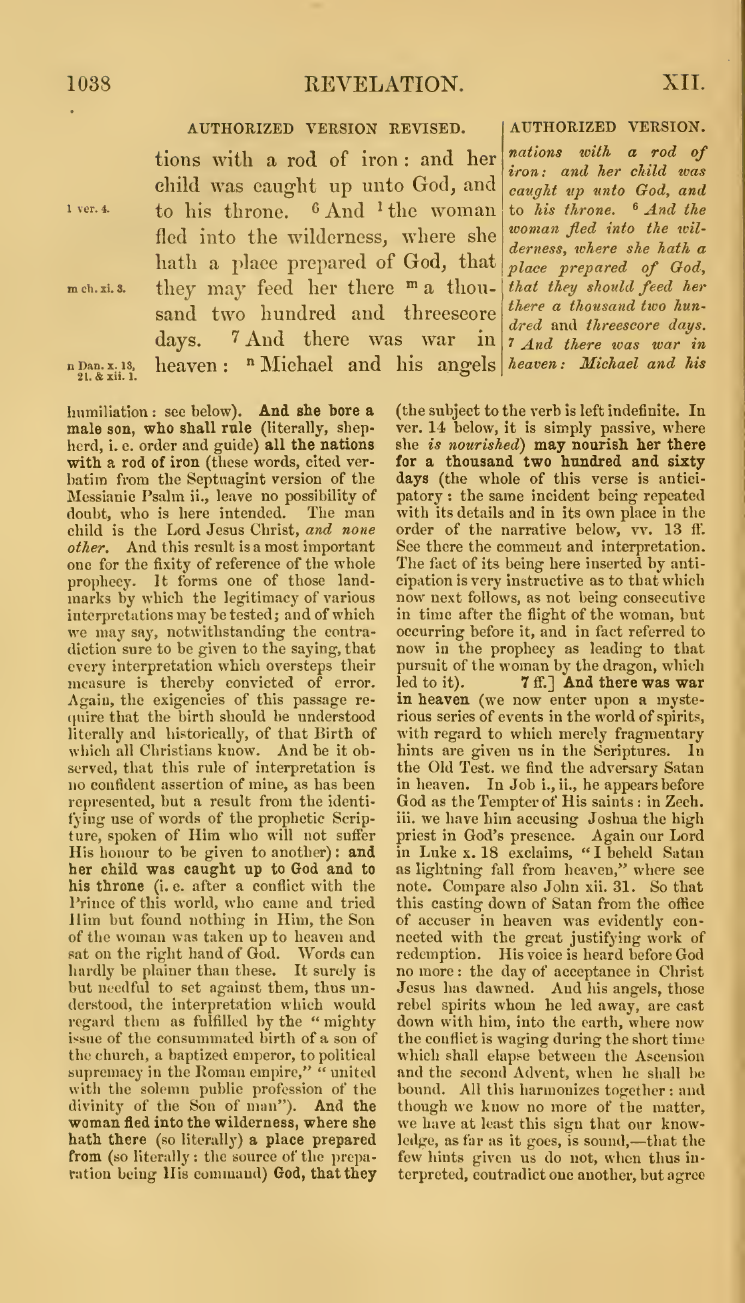 1038 REVELATION. XII.
AUTHORIZED VERSION REVISED.
tions with a rod of iron : and her
child was caught up unto God, and
l ver. 4.
to his throne. 6 And l the woman
fled into the wilderness, where she
hath a place prepared of God, that
m ch. xi. 3.
they may feed her there m a thou-
sand two hundred and threescore
days. 7 And there was war in
n Dan. x. 13,
21. & xii. 1.
heaven : n Michael and his angels
AUTHORIZED VERSION.
nations with a rod of
iron: and her child was
caught up unto God, and
to his throne. 6 And the
woman fled into the wil-
derness, where she hath a
place prepared of God,
that they should feed her
there a thousand two hun-
dred and threescore days.
7 And there was war in
heaven: Michael and his
humiliation : see below). And she bore a
male son, who shall rule (literally, shep-
herd, i. e. order and guide) all the nations
with a rod of iron (these words, cited ver-
batim from the Septuagint version of the
Messianic Psalm ii., leave no possibility of
doubt, who is here intended. The man
child is the Lord Jesus Christ, and none
other. And this result is a most important
one for the fixity of reference of the whole
prophecy. It forms one of those land-
marks by which the legitimacy of various
interpretations may be tested; and of which
we may say, notwithstanding the contra-
diction sure to be given to the saying, that
every interpretation which oversteps their
measure is thereby convicted of error.
Again, the exigencies of this passage re-
quire that the birth should be understood
literally and historically, of that Birth of
which all Christians know. And be it ob-
served, that this rule of interpretation is
no confident assertion of mine, as has been
represented, but a result from the identi-
fying use of words of the prophetic Scrip-
ture, spoken of Him who will not suffer
His honour to be given to another) : and
her child was caught up to God and to
his throne (i. e. after a conflict with the
Prince of this world, who came and tried
Him but found nothing in Him, the Son
of the woman was taken up to heaven and
sat on the right hand of God. Words can
hardly be plainer than these. It surely is
but needful to set against them, thus un-
derstood, the interpretation which would
regard them as fulfilled by the “ mighty
issue of the consummated birth of a son of
the church, a baptized emperor, to political
supremacy in the Roman empire,” “ united
with the solemn public profession of the
divinity of the Son of man”). And the
woman fled into the wilderness, where she
hath there (so literally) a place prepared
from (so literally : the source of the prepa-
ration being His command) God, that they
(the subject to the verb is left indefinite. In
ver. 14 below, it is simply passive, where
she is nourished) may nourish her there
for a thousand two hundred and sixty
days (the whole of this verse is antici-
patory : the same incident being repeated
with its details and in its own place in the
order of the narrative below, vv. 13 ff.
See there the comment and interpretation.
The fact of its being here inserted by anti-
cipation is very instructive as to that which
now next follows, as not being consecutive
in time after the flight of the woman, but
occurring before it, and in fact referred to
now in the prophecy as leading to that
pursuit of the woman by the dragon, which
led to it). 7 ff.] And there was war
in heaven (we now enter upon a myste-
rious series of events in the world of spirits,
with regard to which merely fragmentary
hints are given us in the Scriptures. In
the Old Test. we find the adversary Satan
in heaven. In Job i., ii., he appears before
God as the Tempter of His saints : in Zech.
iii. we have him accusing Joshua the high
priest in God's presence. Again our Lord
in Luke x. 18 exclaims, “ I beheld Satan
as lightning fall from heaven,” where see
note. Compare also John xii. 31. So that
this casting down of Satan from the office
of accuser in heaven was evidently con-
nected with the great justifying work of
redemption. His voice is heard before God
no more : the day of acceptance in Christ
Jesus has dawned. And his angels, those
rebel spirits whom he led away, are cast
down with him, into the earth, where now
the conflict is waging during the short time
which shall elapse between the Ascension
and the second Advent, when he shall be
bound. All this harmonizes together : and
though we know no more of the matter,
we have at least this sign that our know-
ledge, as far as it goes, is sound,—that the
few hints given us do not, when thus in-
terpreted, contradict one another, but agree